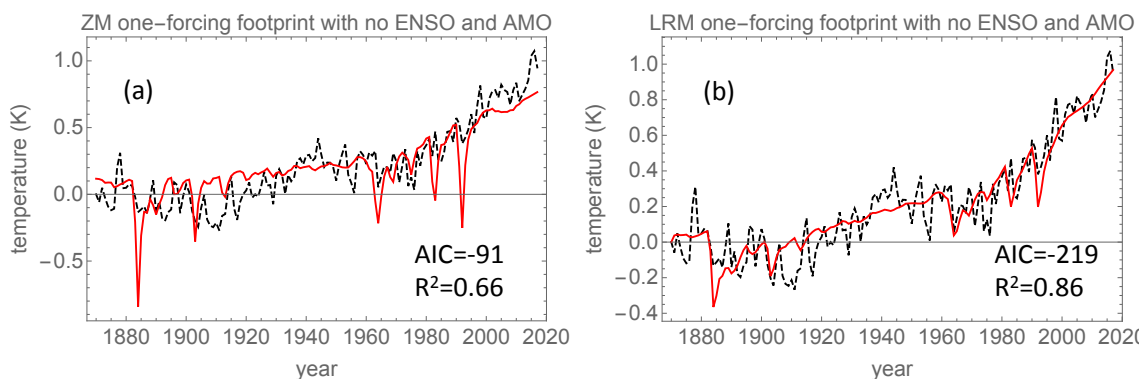 ZM one-forcing footprint with no ENSO and AMO
(a)
temperature (K)
1.0
0.5
0.0
-0.5
AIC=-91
R²=0.66
1880 1900 1920 1940 1960 1980 2000 2020
year
LRM one-forcing footprint with no ENSO and AMO
(b)
temperature (K)
1.0
0.8
0.6
0.4
0.2
0.0
-0.2
-0.4
AIC=-219
R²=0.86
1880 1900 1920 1940 1960 1980 2000 202
year